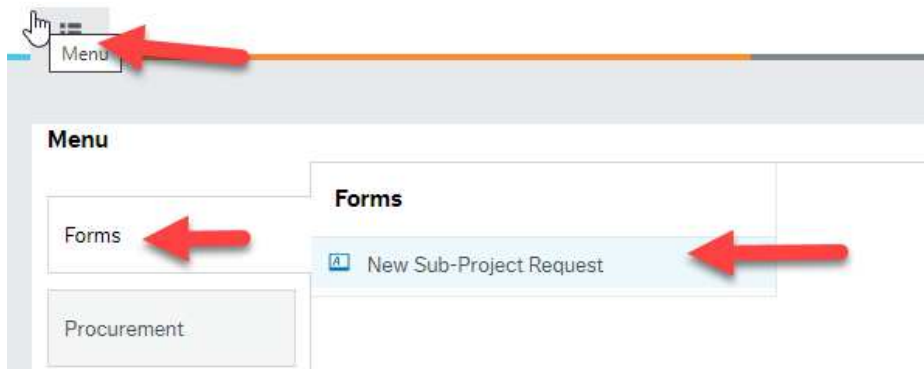 Menu
Menu
Forms
Forms
New Sub-Project Request
Procurement